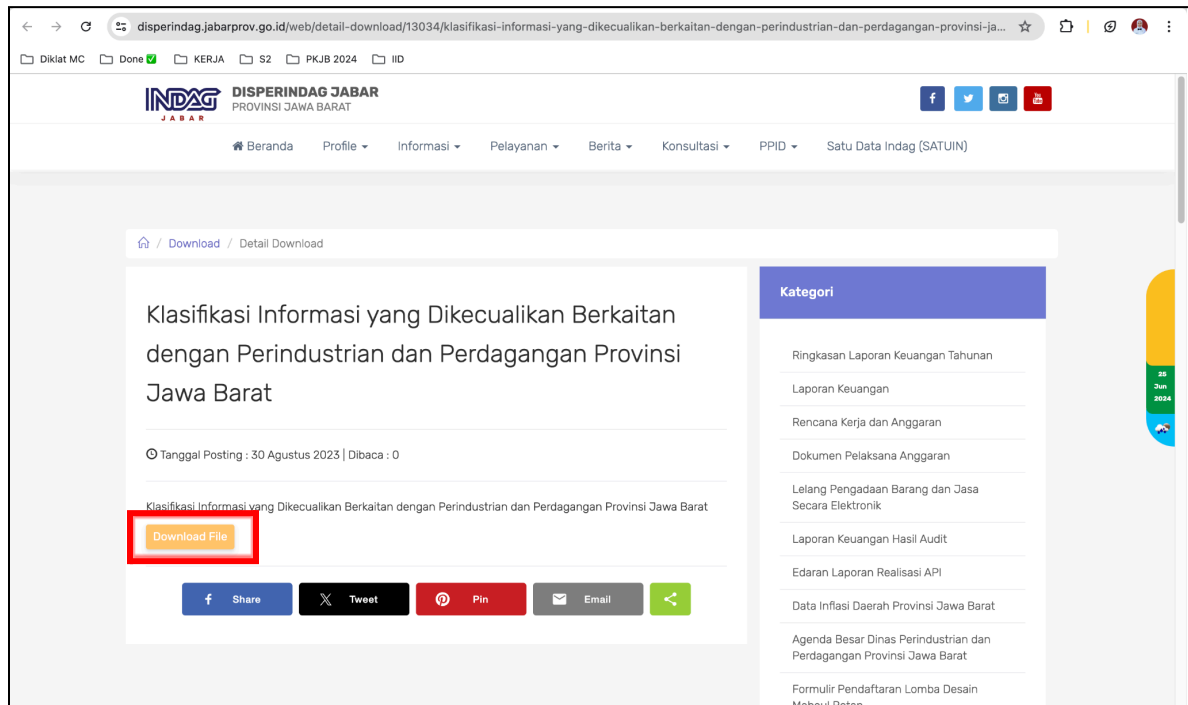 disperindag.jabarprov.go.id/web/detail-download/13034/klasifikasi-informasi-yang-dikecualikan-berkaitan-dengan-perindustrian-dan-perdagangan-provinsi-ja...
Diklat MC Done KERJA S2 PKJB 2024 IID
INDAG
JABAR
DISPERINDAG JABAR
PROVINSI JAWA BARAT
Beranda Profile Informasi Pelayanan Berita Konsultasi PPID Satu Data Indag (SATUIN)
/ Download / Detail Download
Klasifikasi Informasi yang Dikecualikan Berkaitan
dengan Perindustrian dan Perdagangan Provinsi
Jawa Barat
Tanggal Posting : 30 Agustus 2023 | Dibaca : 0
Klasifikasi Informasi yang Dikecualikan Berkaitan dengan Perindustrian dan Perdagangan Provinsi Jawa Barat
Download File
Share Tweet Pin Email
Kategori
Ringkasan Laporan Keuangan Tahunan
Laporan Keuangan
Rencana Kerja dan Anggaran
Dokumen Pelaksana Anggaran
Lelang Pengadaan Barang dan Jasa
Secara Elektronik
Laporan Keuangan Hasil Audit
Edaran Laporan Realisasi API
Data Inflasi Daerah Provinsi Jawa Barat
Agenda Besar Dinas Perindustrian dan
Perdagangan Provinsi Jawa Barat
Formulir Pendaftaran Lomba Desain
25
Jun
2024